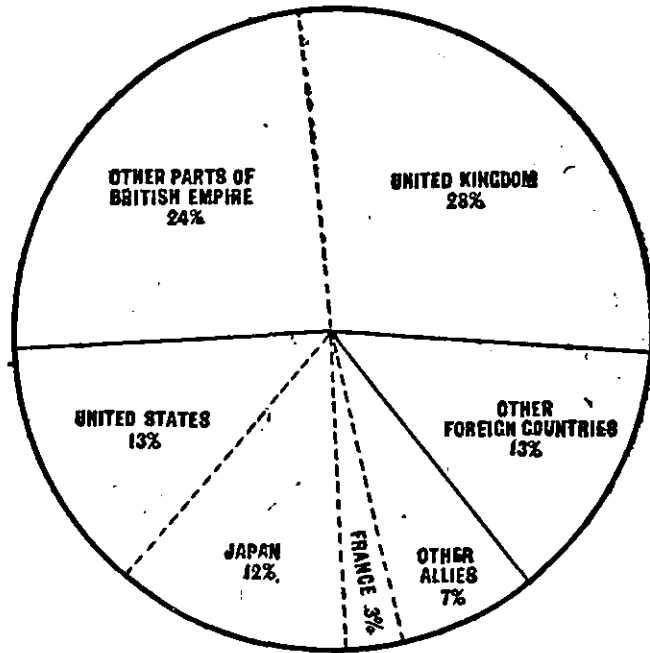 OTHER PARTS OF
BRITISH EMPIRE
24%
UNITED KINGDOM
28%
UNITED STATES
13%
OTHER
FOREIGN COUNTRIES
13%
JAPAN
12%
FRANCE 3%
OTHER
ALLIES
7%